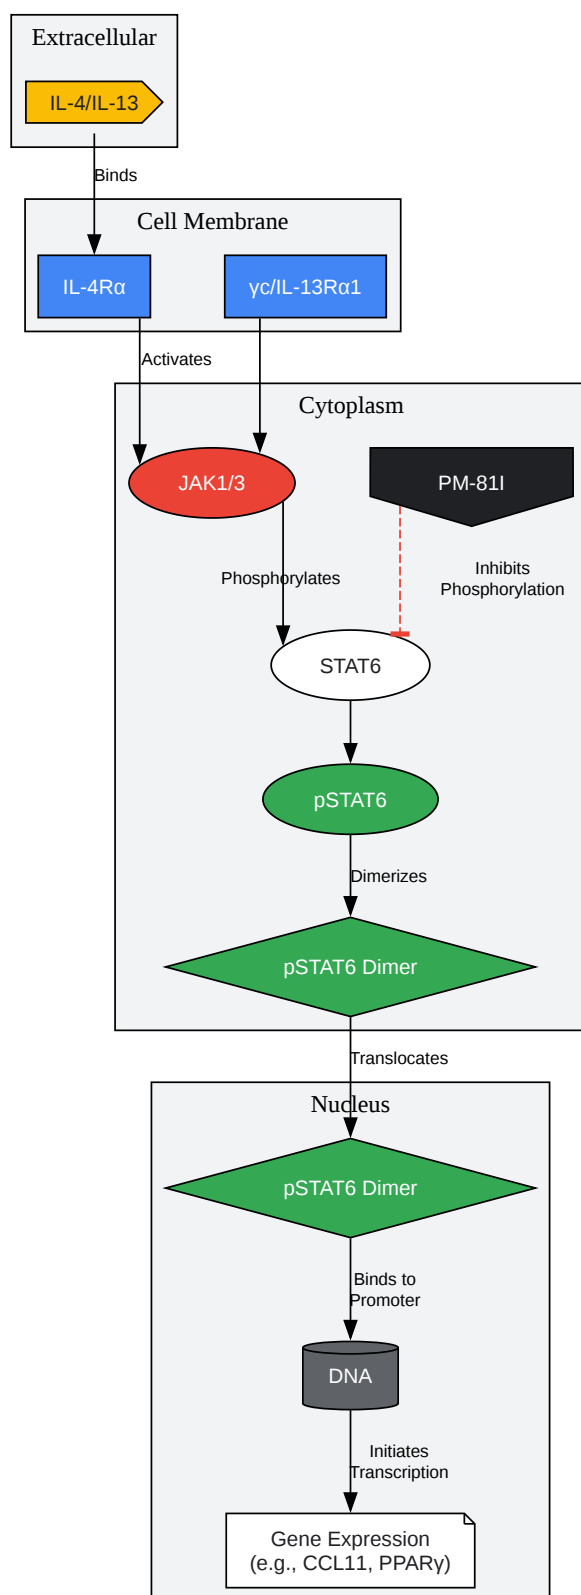 Extracellular
IL-4/IL-13
Binds
Cell Membrane
IL-4Rα
γc/IL-13Rα1
Activates
Cytoplasm
JAK1/3
PM-81I
Phosphorylates
Inhibits
Phosphorylation
STAT6
pSTAT6
Dimerizes
pSTAT6 Dimer
Translocates
Nucleus
pSTAT6 Dimer
Binds to
Promoter
DNA
Initiates
Transcription
Gene Expression
(e.g., CCL11, PPARγ)